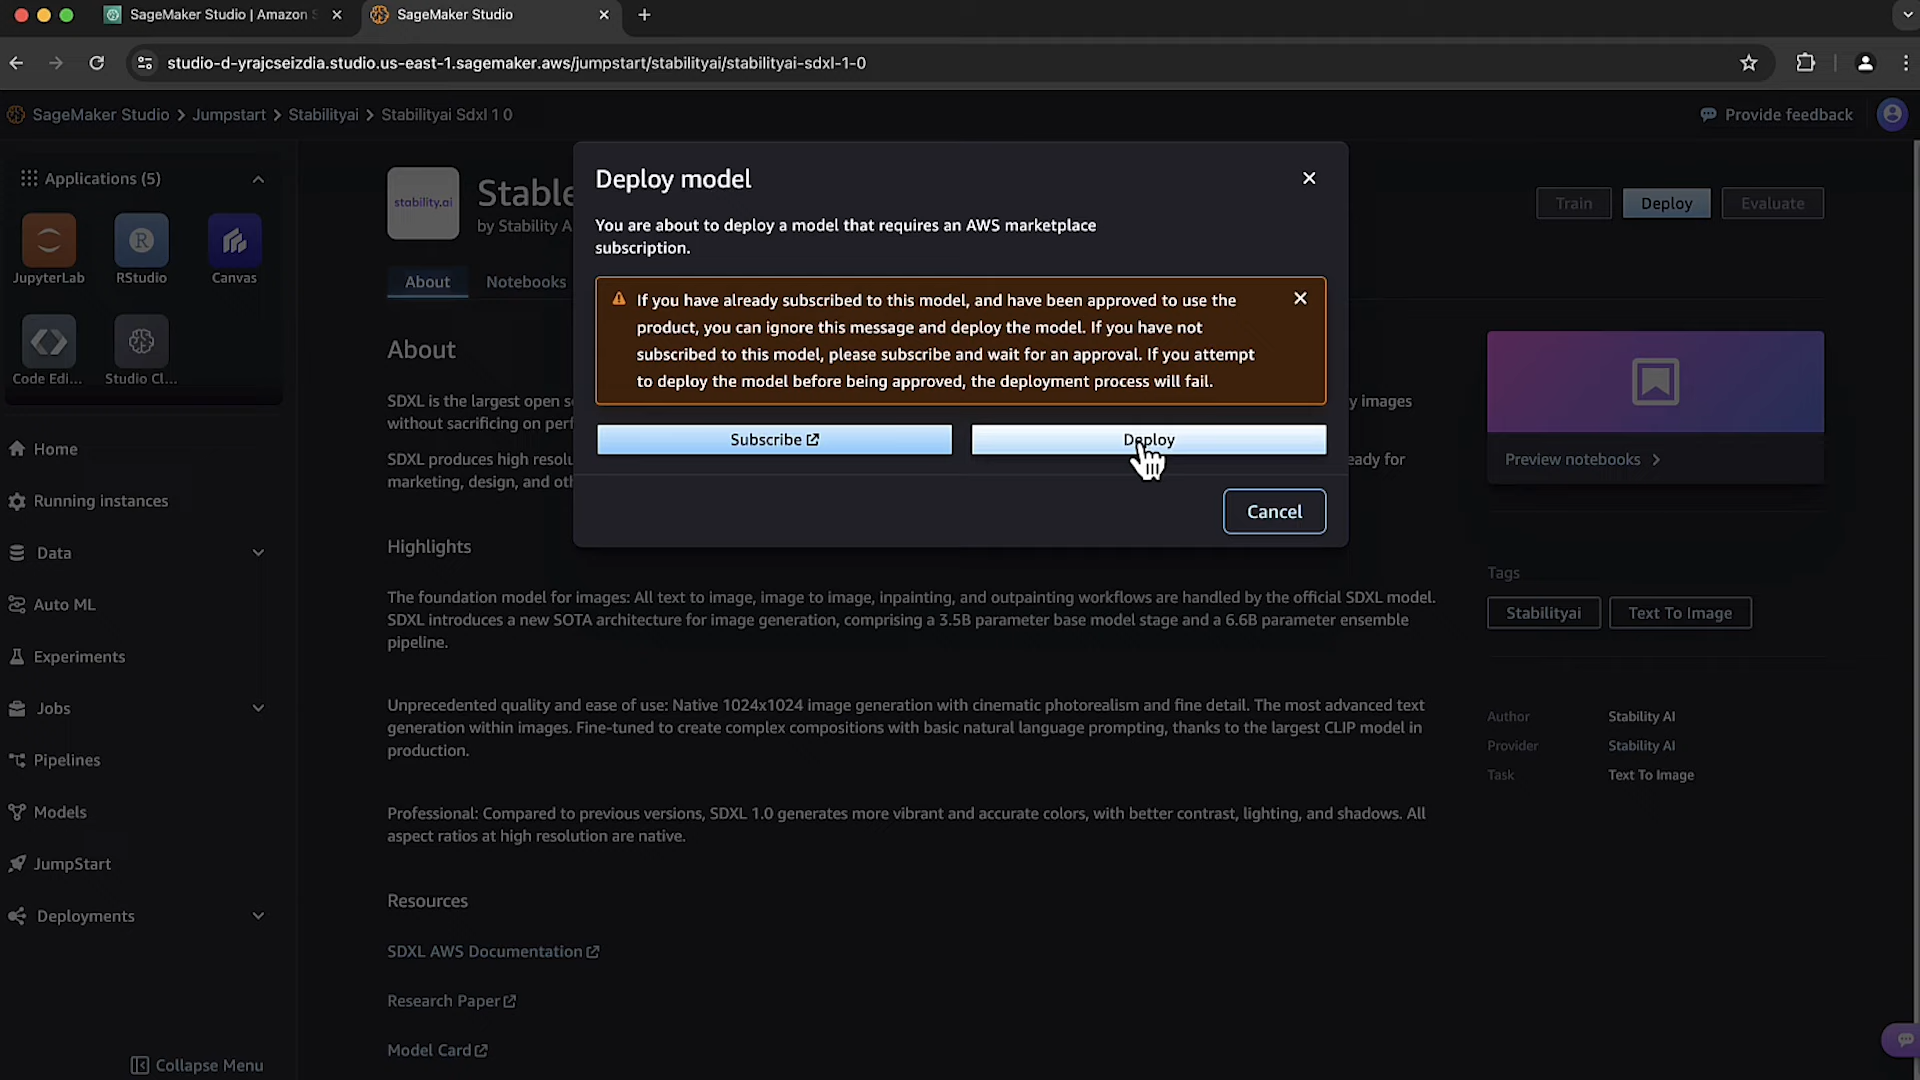 SageMaker Studio | Amazon S
SageMaker Studio
studio-d-yrajcseizdia.studio.us-east-1.sagemaker.aws/jumpstart/stabilityai/stabilityai-sdxl-1-0
SageMaker Studio > Jumpstart > Stabilityai > Stabilityai Sdxl 1 0
Provide feedback
Applications (5)
JupyterLab
RStudio
Canvas
Code Edi...
Studio Cl...
Home
Running instances
Data
Auto ML
Experiments
Jobs
Pipelines
Models
JumpStart
Deployments
Collapse Menu
stability.ai
Stable
by Stability A
Train
Deploy
Evaluate
About
Notebooks
Deploy model
You are about to deploy a model that requires an AWS marketplace
subscription.
If you have already subscribed to this model, and have been approved to use the
product, you can ignore this message and deploy the model. If you have not
subscribed to this model, please subscribe and wait for an approval. If you attempt
to deploy the model before being approved, the deployment process will fail.
Subscribe
Deploy
Cancel
About
SDXL is the largest open s
y images
without sacrificing on perf
SDXL produces high resolu
eady for
marketing, design, and oth
Highlights
The foundation model for images: All text to image, image to image, inpainting, and outpainting workflows are handled by the official SDXL model.
SDXL introduces a new SOTA architecture for image generation, comprising a 3.5B parameter base model stage and a 6.6B parameter ensemble
pipeline.
Unprecedented quality and ease of use: Native 1024x1024 image generation with cinematic photorealism and fine detail. The most advanced text
generation within images. Fine-tuned to create complex compositions with basic natural language prompting, thanks to the largest CLIP model in
production.
Professional: Compared to previous versions, SDXL 1.0 generates more vibrant and accurate colors, with better contrast, lighting, and shadows. All
aspect ratios at high resolution are native.
Resources
SDXL AWS Documentation
Research Paper
Model Card
Preview notebooks >
Tags
Stabilityai
Text To Image
Author Stability AI
Provider Stability AI
Task Text To Image